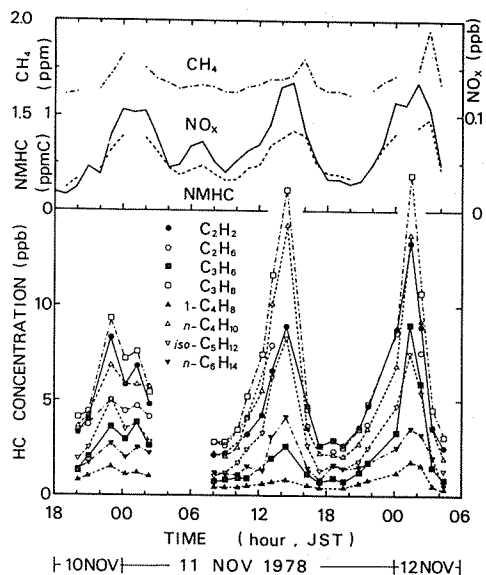 2.0
1.5
1
0.5
0
CH₄ (ppm)
NMHC (ppmC)
CH₄
NOₓ
NMHC
NOₓ (ppb)
0.1
0
HC CONCENTRATION (ppb)
10
5
0
C₂H₂
C₂H₆
C₃H₆
C₃H₈
1-C₄H₈
n-C₄H₁₀
iso-C₅H₁₂
n-C₆H₁₄
18 00 06 12 18 00 06
TIME (hour, JST)
10NOV 11 NOV 1978 12NOV